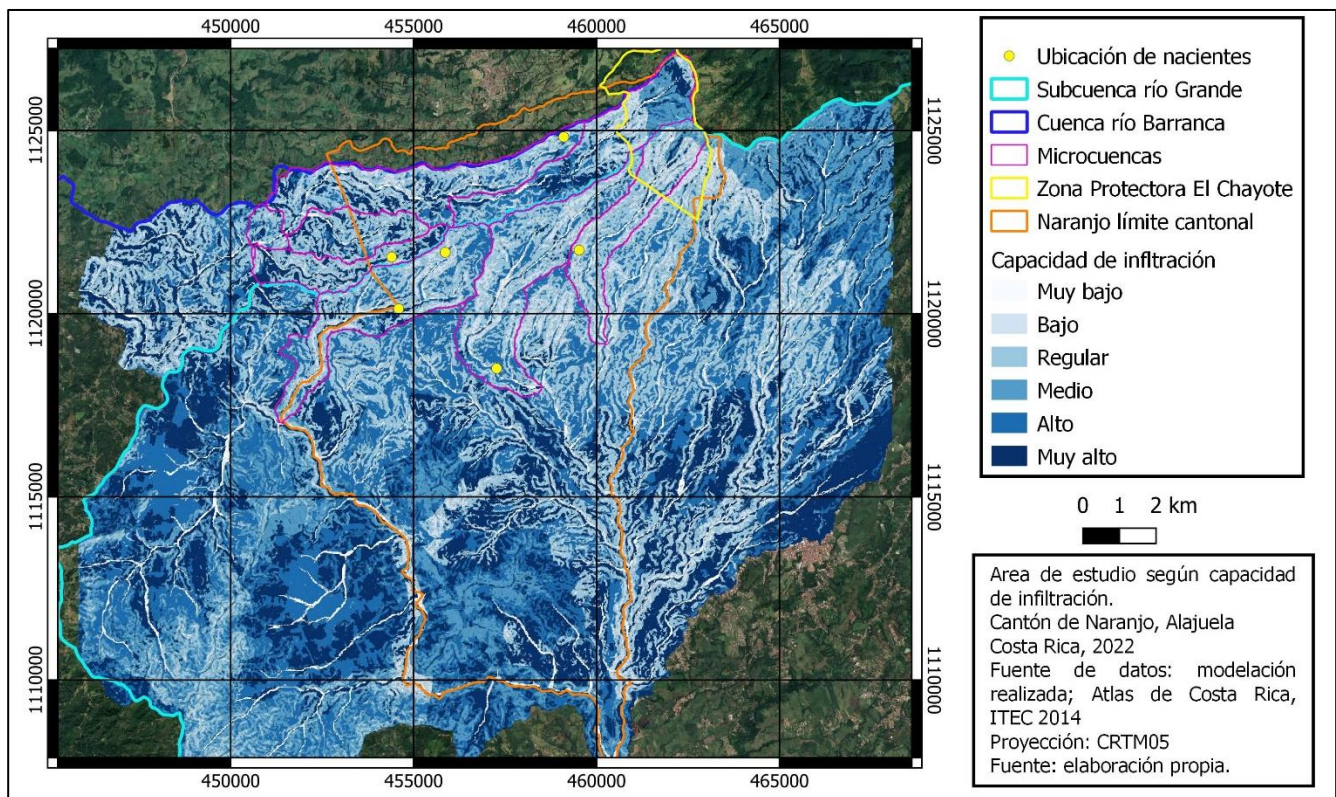 450000 455000 460000 465000
1125000 1125000
1120000 1120000
1115000 1115000
1110000 1110000
450000 455000 460000 465000
Ubicación de nacientes
Subcuenca río Grande
Cuenca río Barranca
Microcuencas
Zona Protectora El Chayote
Naranjo límite cantonal
Capacidad de infltración
Muy bajo
Bajo
Regular
Medio
Alto
Muy alto
0 1 2 km
Area de estudio según capacidad
de infiltración.
Cantón de Naranjo, Alajuela
Costa Rica, 2022
Fuente de datos: modelación
realizada; Atlas de Costa Rica,
ITEC 2014
Proyección: CRTM05
Fuente: elaboración propia.